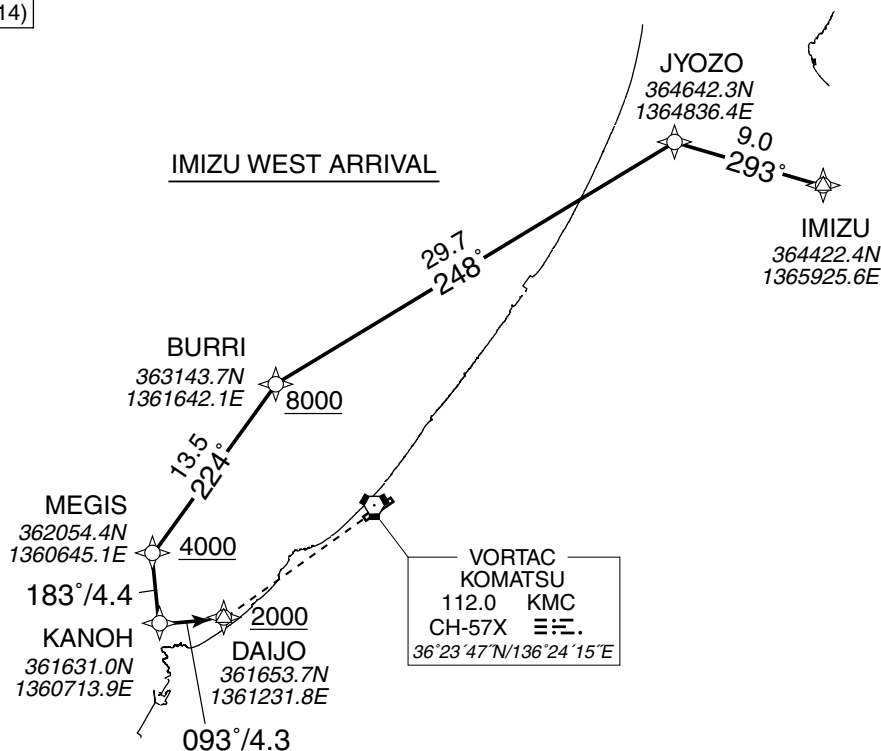 14)
IMIZU WEST ARRIVAL
JYOZO
364642.3N
1364836.4E
9.0
293°
IMIZU
364422.4N
1365925.6E
29.7
248°
BURRI
363143.7N
1361642.1E
8000
13.5
224°
MEGIS
362054.4N
1360645.1E
4000
183°/4.4
KANOH
361631.0N
1360713.9E
2000
DAIJO
361653.7N
1361231.8E
093°/4.3
VORTAC
KOMATSU
112.0 KMC
CH-57X
36°23´47˝N/136°24´15˝E